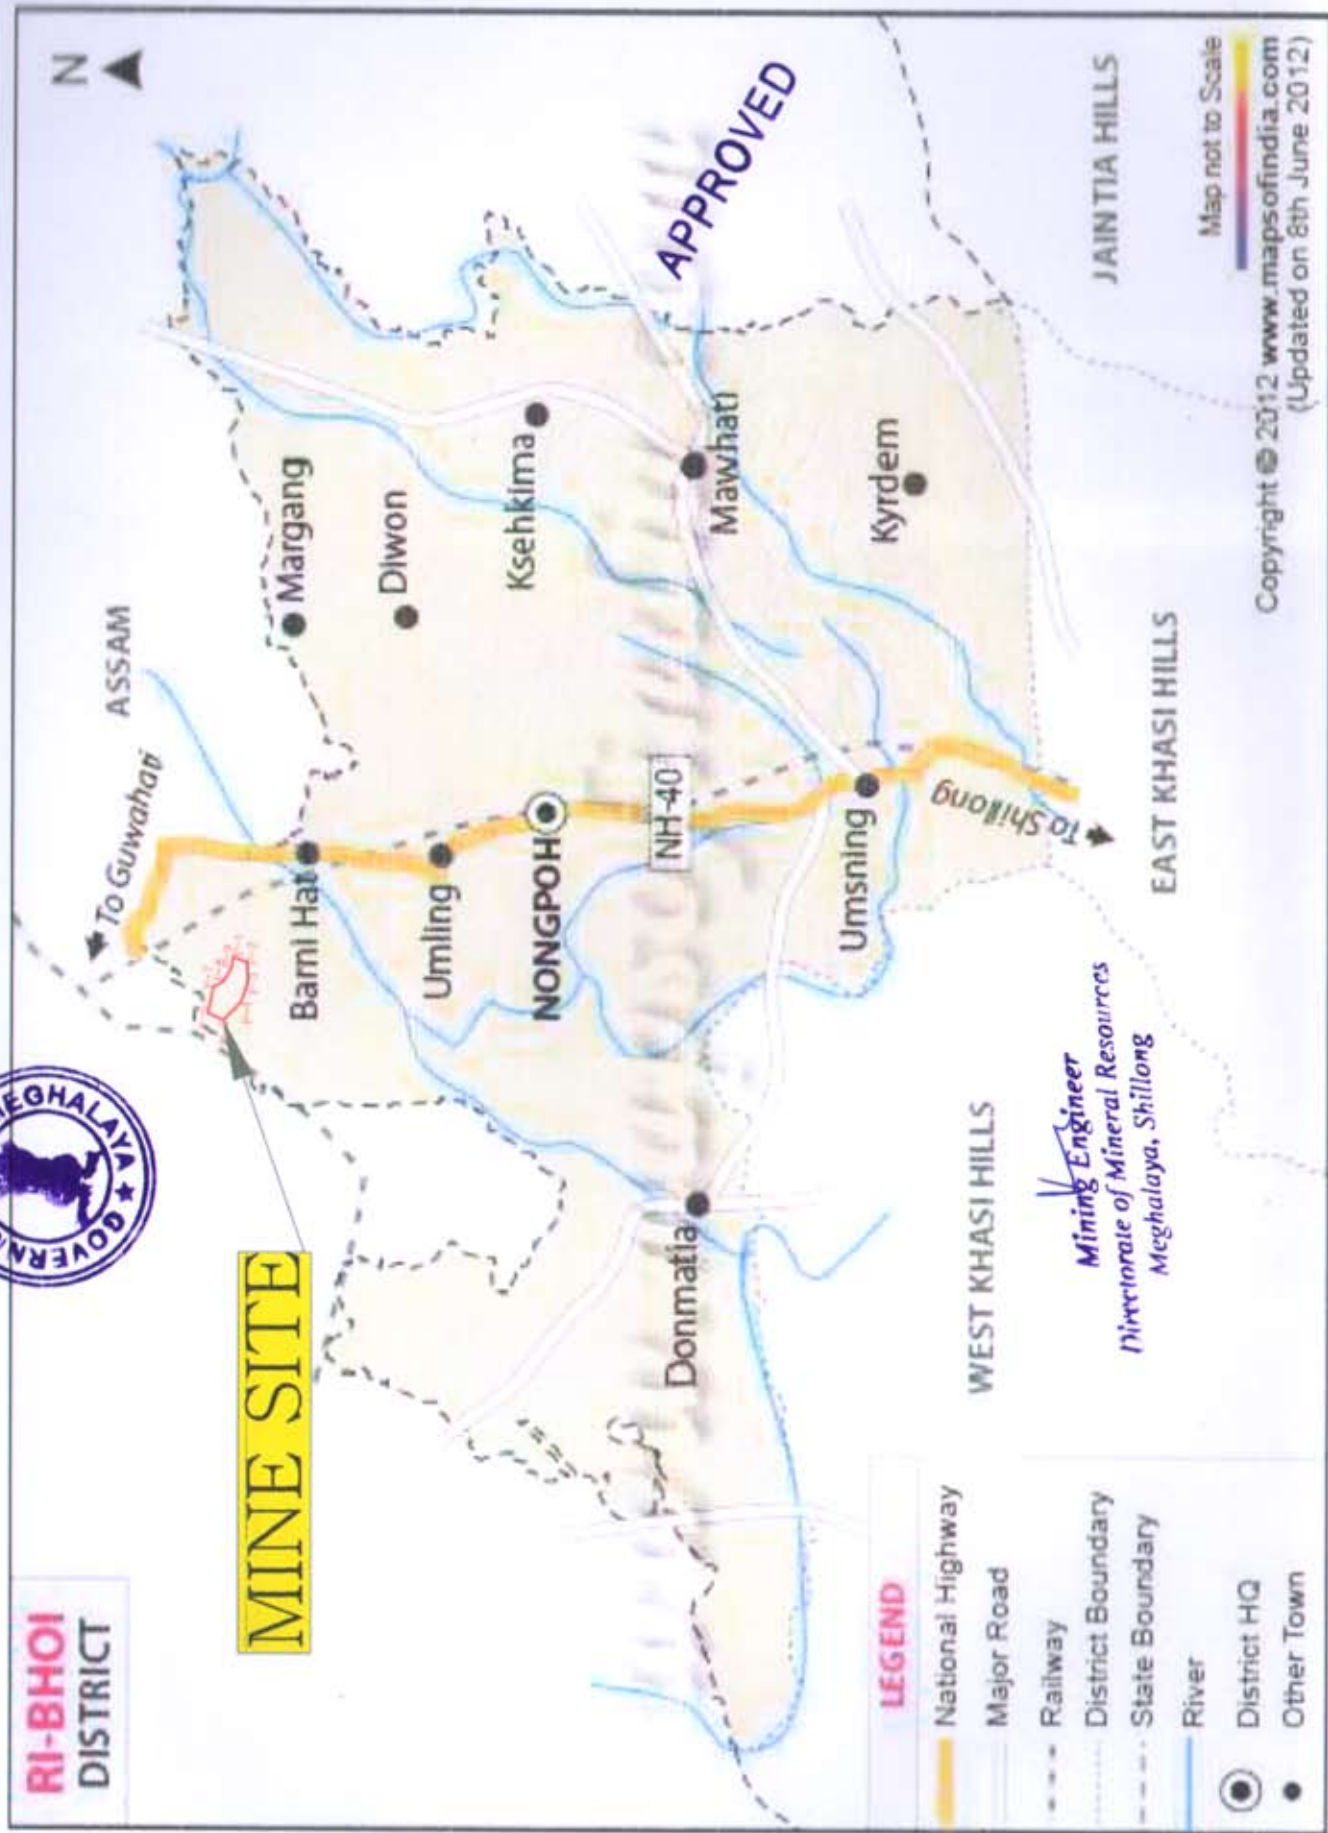 RI-BHOI
DISTRICT
N
MEGHALAYA ★
MINE SITE
To Guwahati
ASSAM
Barni Hat
Margang
Diwon
Umling
Ksehkima
NONGPOH
NH-40
Donmatia
Mawhati
APPROVED
Umsning
Kyrdem
To Shillong
WEST KHASI HILLS
EAST KHASI HILLS
JAINTIA HILLS
Mining Engineer
Directorate of Mineral Resources
Meghalaya, Shillong
LEGEND
National Highway
Major Road
Railway
District Boundary
State Boundary
River
District HQ
Other Town
Map not to Scale
Copyright © 2012 www.mapsofindia.com
(Updated on 8th June 2012)